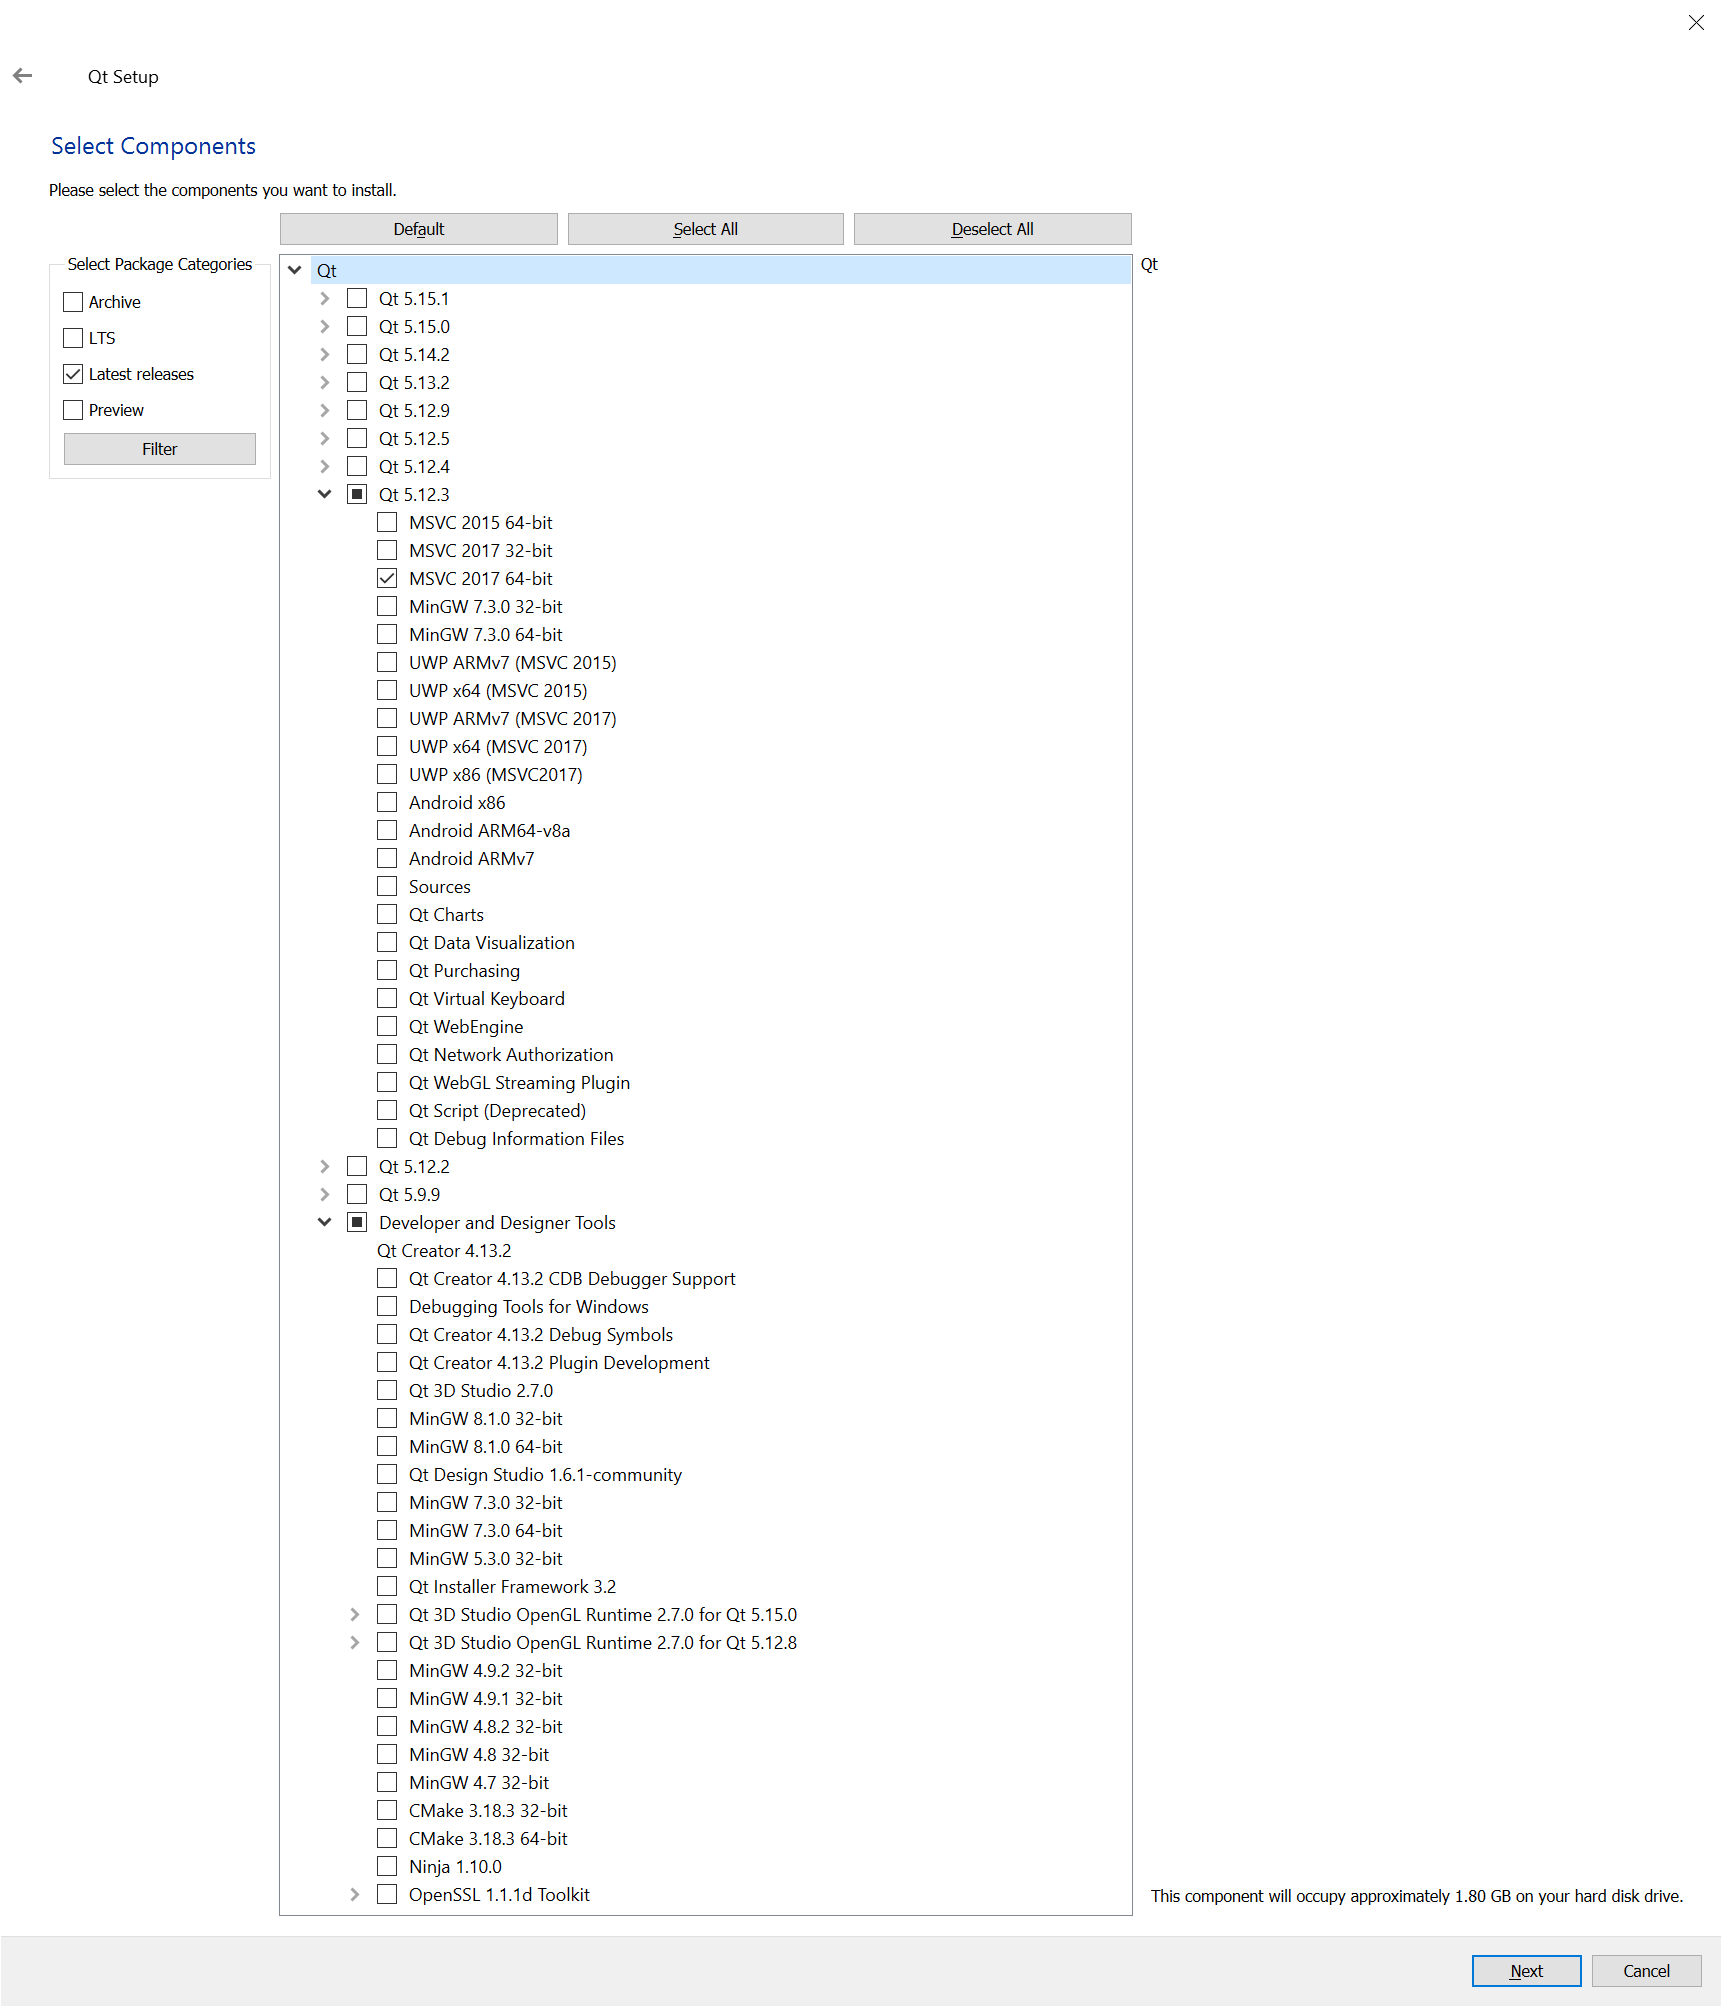 Qt Setup
Select Components
Please select the components you want to install.
Default
Select All
Deselect All
Select Package Categories
Archive
LTS
Latest releases
Preview
Filter
Qt
Qt 5.15.1
Qt 5.15.0
Qt 5.14.2
Qt 5.13.2
Qt 5.12.9
Qt 5.12.5
Qt 5.12.4
Qt 5.12.3
MSVC 2015 64-bit
MSVC 2017 32-bit
MSVC 2017 64-bit
MinGW 7.3.0 32-bit
MinGW 7.3.0 64-bit
UWP ARMv7 (MSVC 2015)
UWP x64 (MSVC 2015)
UWP ARMv7 (MSVC 2017)
UWP x64 (MSVC 2017)
UWP x86 (MSVC2017)
Android x86
Android ARM64-v8a
Android ARMv7
Sources
Qt Charts
Qt Data Visualization
Qt Purchasing
Qt Virtual Keyboard
Qt WebEngine
Qt Network Authorization
Qt WebGL Streaming Plugin
Qt Script (Deprecated)
Qt Debug Information Files
Qt 5.12.2
Qt 5.9.9
Developer and Designer Tools
Qt Creator 4.13.2
Qt Creator 4.13.2 CDB Debugger Support
Debugging Tools for Windows
Qt Creator 4.13.2 Debug Symbols
Qt Creator 4.13.2 Plugin Development
Qt 3D Studio 2.7.0
MinGW 8.1.0 32-bit
MinGW 8.1.0 64-bit
Qt Design Studio 1.6.1-community
MinGW 7.3.0 32-bit
MinGW 7.3.0 64-bit
MinGW 5.3.0 32-bit
Qt Installer Framework 3.2
Qt 3D Studio OpenGL Runtime 2.7.0 for Qt 5.15.0
Qt 3D Studio OpenGL Runtime 2.7.0 for Qt 5.12.8
MinGW 4.9.2 32-bit
MinGW 4.9.1 32-bit
MinGW 4.8.2 32-bit
MinGW 4.8 32-bit
MinGW 4.7 32-bit
CMake 3.18.3 32-bit
CMake 3.18.3 64-bit
Ninja 1.10.0
OpenSSL 1.1.1d Toolkit
Qt
This component will occupy approximately 1.80 GB on your hard disk drive.
Next
Cancel